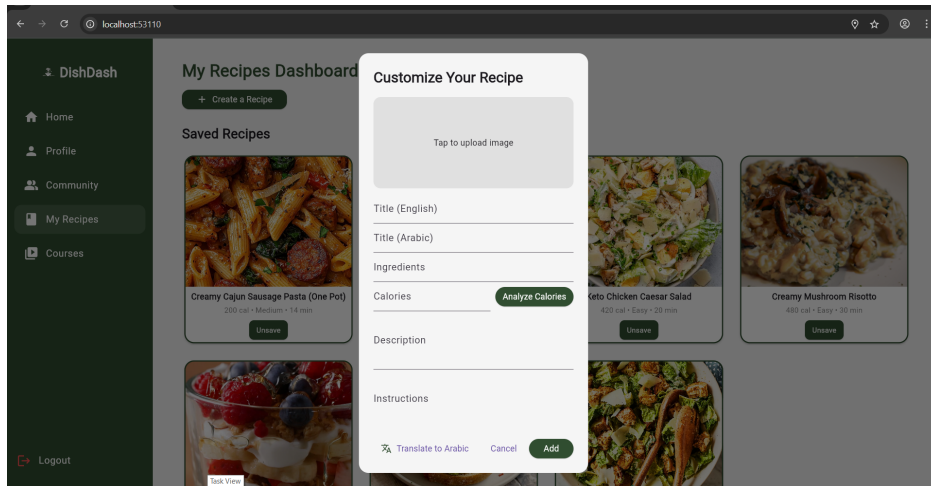 localhost:53110
DishDash
Home
Profile
Community
My Recipes
Courses
Logout
My Recipes Dashboard
+ Create a Recipe
Saved Recipes
Creamy Cajun Sausage Pasta (One Pot)
200 cal • Medium • 14 min
Unsave
Customize Your Recipe
Tap to upload image
Title (English)
Title (Arabic)
Ingredients
Calories
Analyze Calories
Description
Instructions
Translate to Arabic
Cancel
Add
Keto Chicken Caesar Salad
420 cal • Easy • 20 min
Unsave
Creamy Mushroom Risotto
480 cal • Easy • 30 min
Unsave
Task View